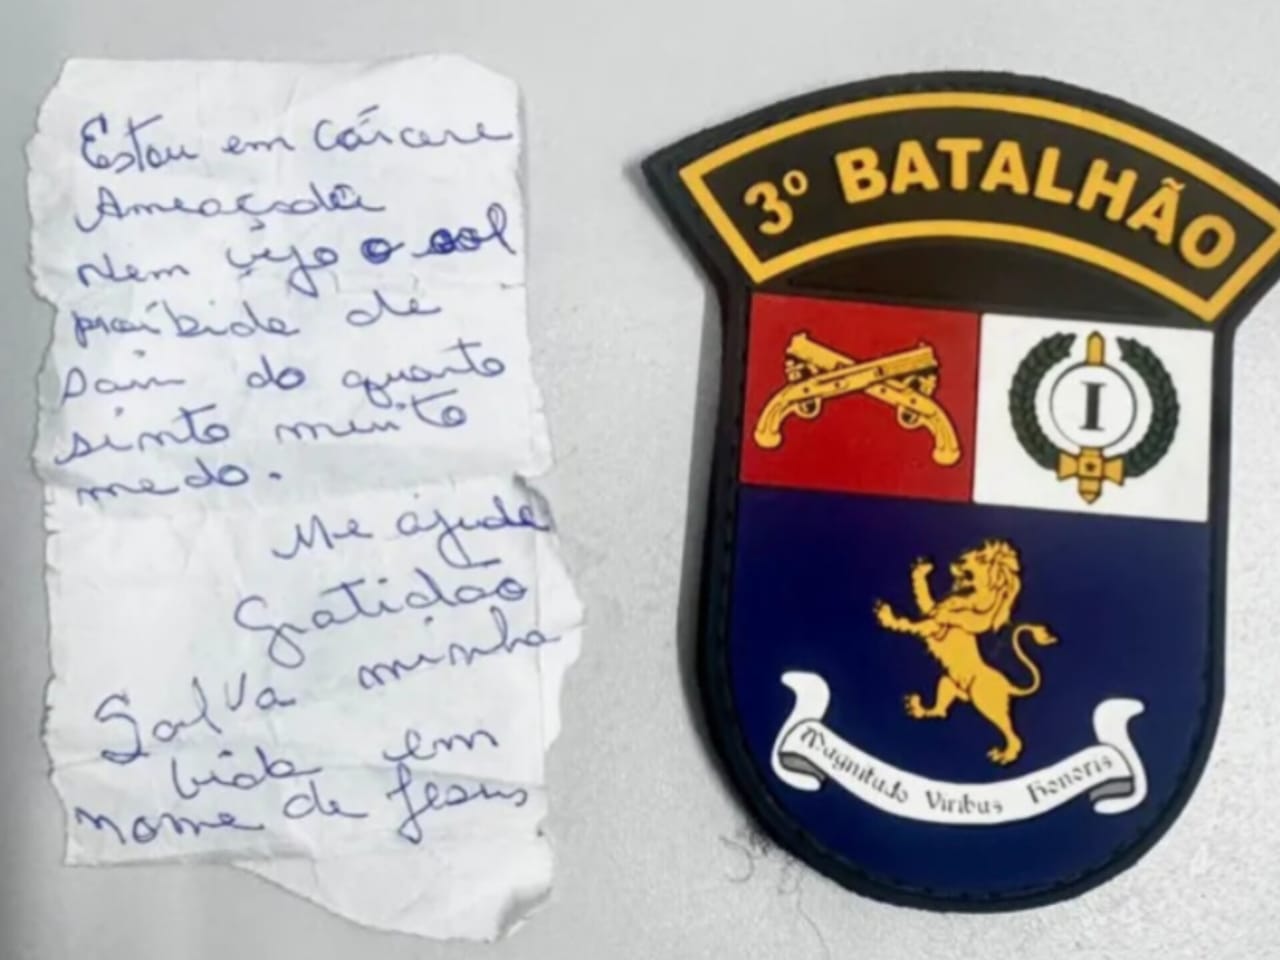 Estou em cárcere
Ameaçada
Nem vejo o sol
proíbida de
sair do quarto
sinto muito
medo.
Me ajude
Gratidão
Salva minha
vida em
nome de Jesus
3º BATALHÃO
I
Magnitudo Viribus Honoris